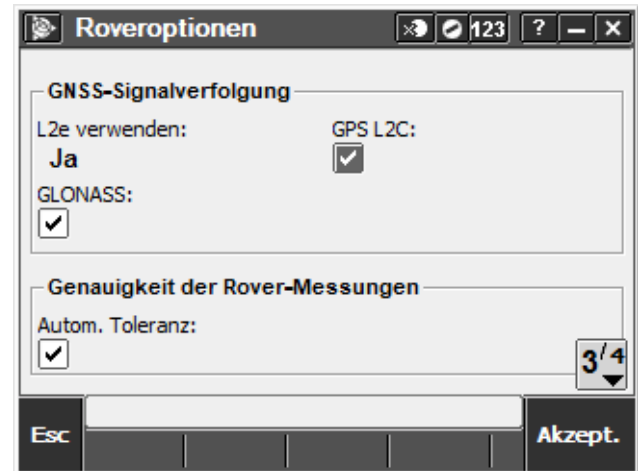 Roveroptionen 123 ?
GNSS-Signalverfolgung
L2e verwenden: GPS L2C:
Ja
GLONASS:
Genauigkeit der Rover-Messungen
Autom. Toleranz:
3/4
Esc Akzept.